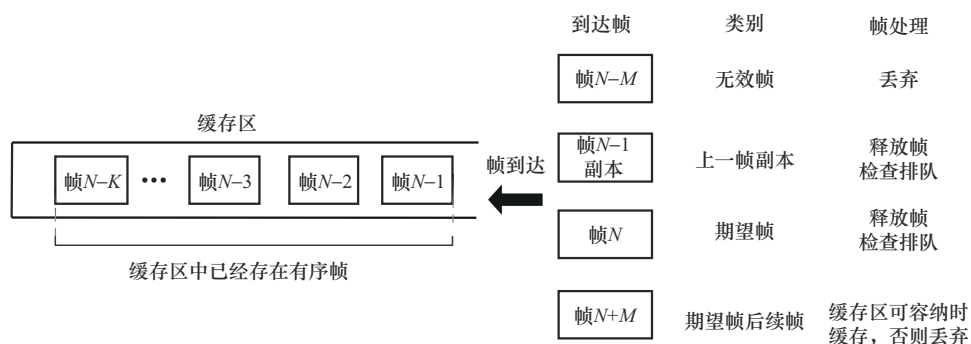 到达帧 类别 帧处理
帧N–M 无效帧 丢弃
缓存区
帧N–K ••• 帧N–3 帧N–2 帧N–1
帧到达
帧N–1
副本
上一帧副本
释放帧
检查排队
帧N 期望帧
释放帧
检查排队
缓存区中已经存在有序帧
帧N+M 期望帧后续帧
缓存区可容纳时
缓存，否则丢弃